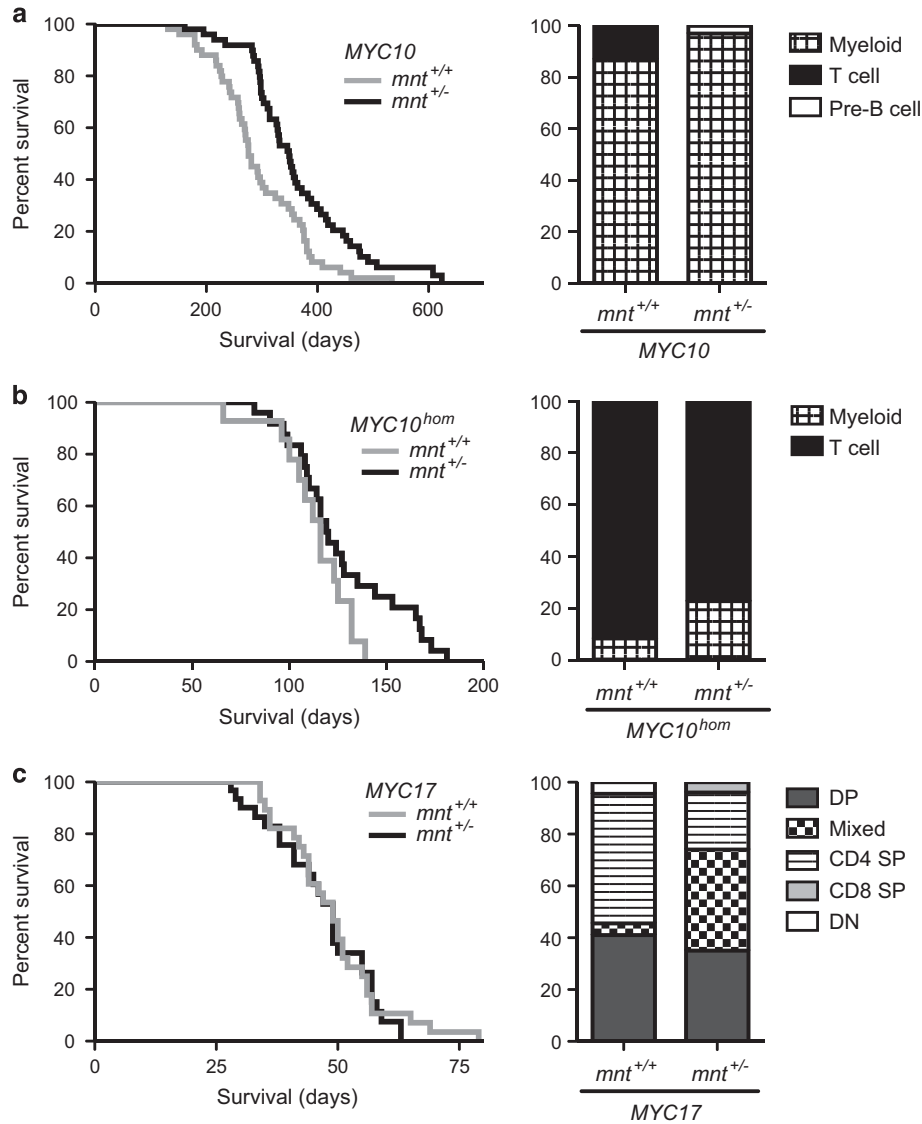 a
Percent survival
100
80
60
40
20
0
0 200 400 600
Survival (days)
MYC10
mnt+/+
mnt+/-
100
80
60
40
20
0
mnt+/+ mnt+/-
MYC10
Myeloid
T cell
Pre-B cell
b
Percent survival
100
80
60
40
20
0
0 50 100 150 200
Survival (days)
MYC10hom
mnt+/+
mnt+/-
100
80
60
40
20
0
mnt+/+ mnt+/-
MYC10hom
Myeloid
T cell
c
Percent survival
100
80
60
40
20
0
0 25 50 75
Survival (days)
MYC17
mnt+/+
mnt+/-
100
80
60
40
20
0
mnt+/+ mnt+/-
MYC17
DP
Mixed
CD4 SP
CD8 SP
DN